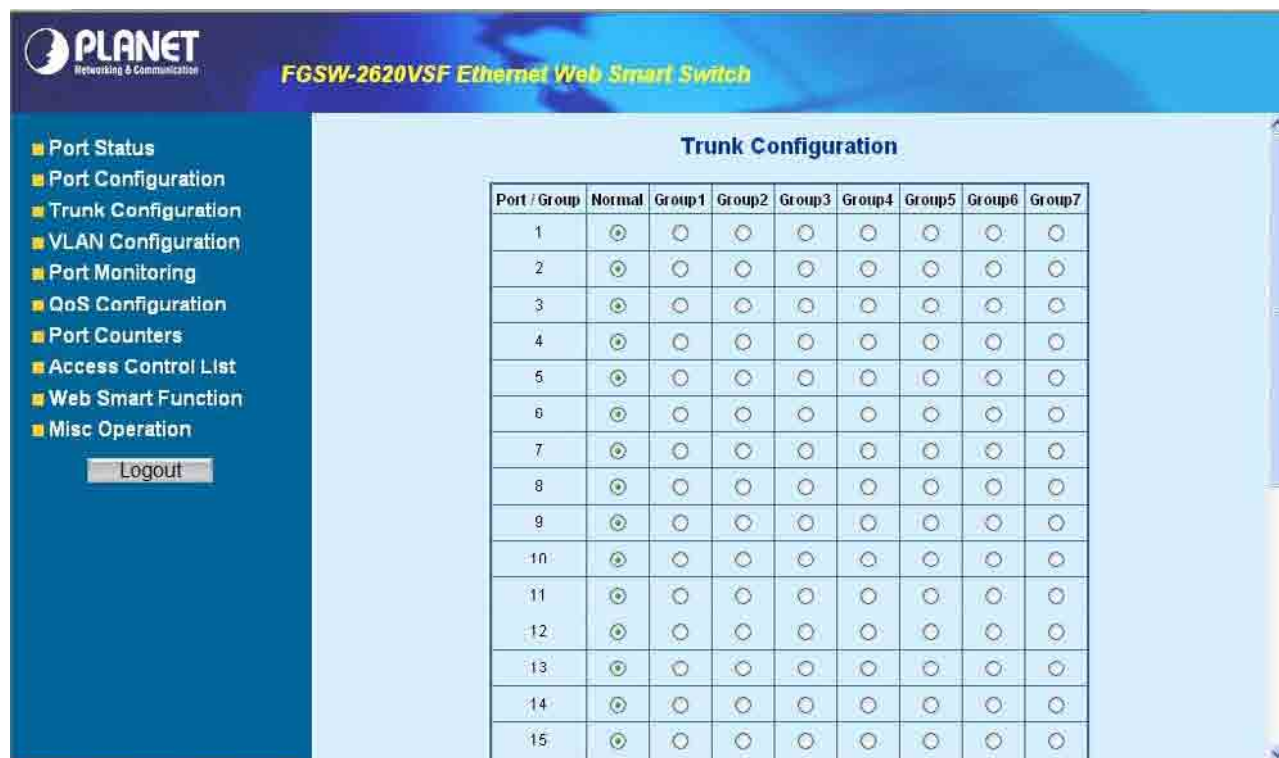 PLANET
Networking & Communication
FGSW-2620VSF Ethernet Web Smart Switch
Port Status
Port Configuration
Trunk Configuration
VLAN Configuration
Port Monitoring
QoS Configuration
Port Counters
Access Control List
Web Smart Function
Misc Operation
Logout
Trunk Configuration
Port / Group Normal Group1 Group2 Group3 Group4 Group5 Group6 Group7
1
2
3
4
5
6
7
8
9
10
11
12
13
14
15